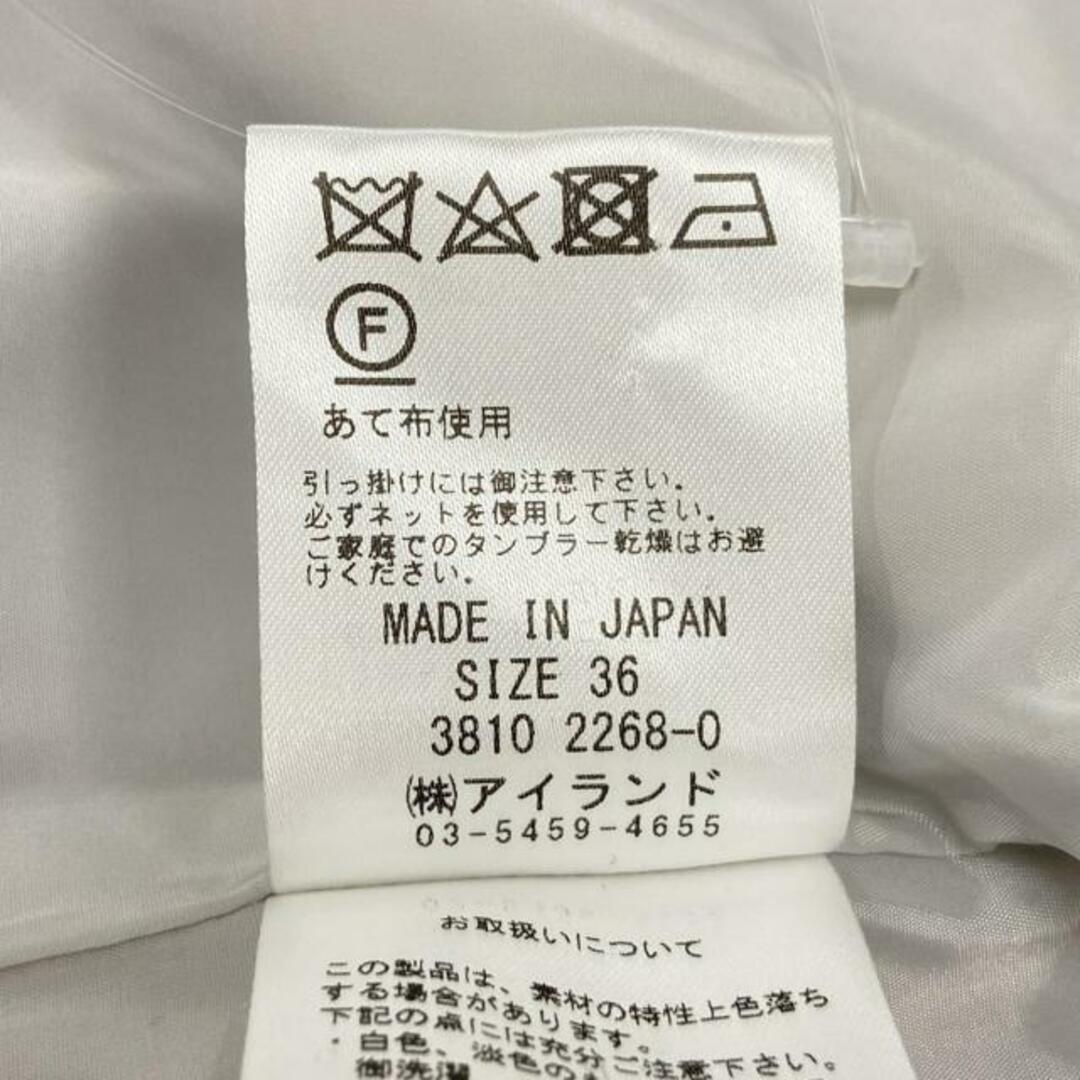 F
あて布使用
引っ掛けには御注意下さい。
必ずネットを使用して下さい。
ご家庭でのタンブラー乾燥はお避
けください。
MADE IN JAPAN
SIZE 36
3810 2268-0
㈱アイランド
03-5459-4655
お取扱いについて
この製品は、素材の特性上色落ち
する場合があります。
下記の点には充分ご注意下さい。
・白色、淡色の
御洗濯